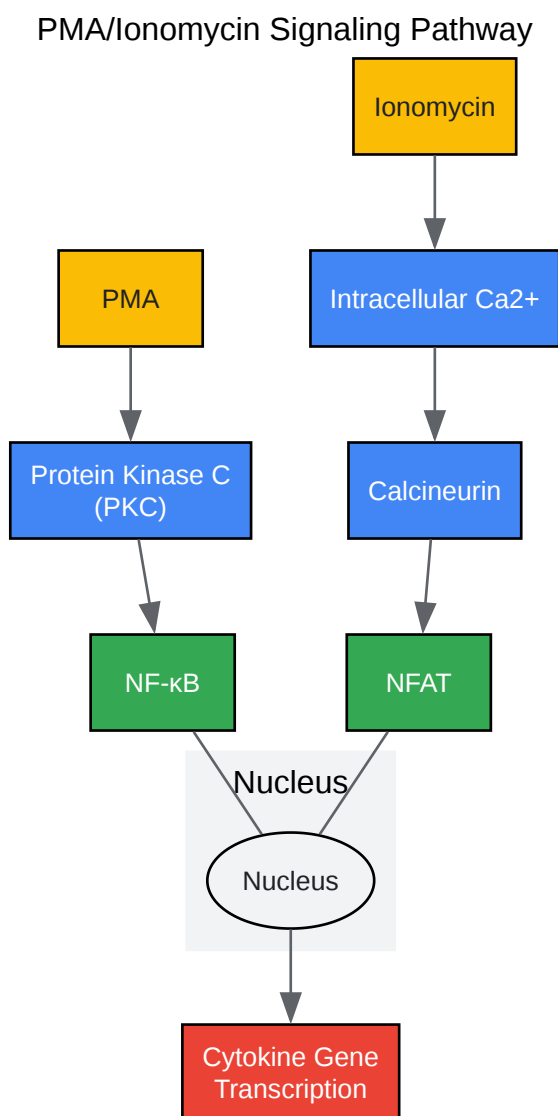 PMA/Ionomycin Signaling Pathway
Ionomycin
PMA
Intracellular Ca2+
Protein Kinase C
(PKC)
Calcineurin
NF-κB
NFAT
Nucleus
Nucleus
Cytokine Gene
Transcription